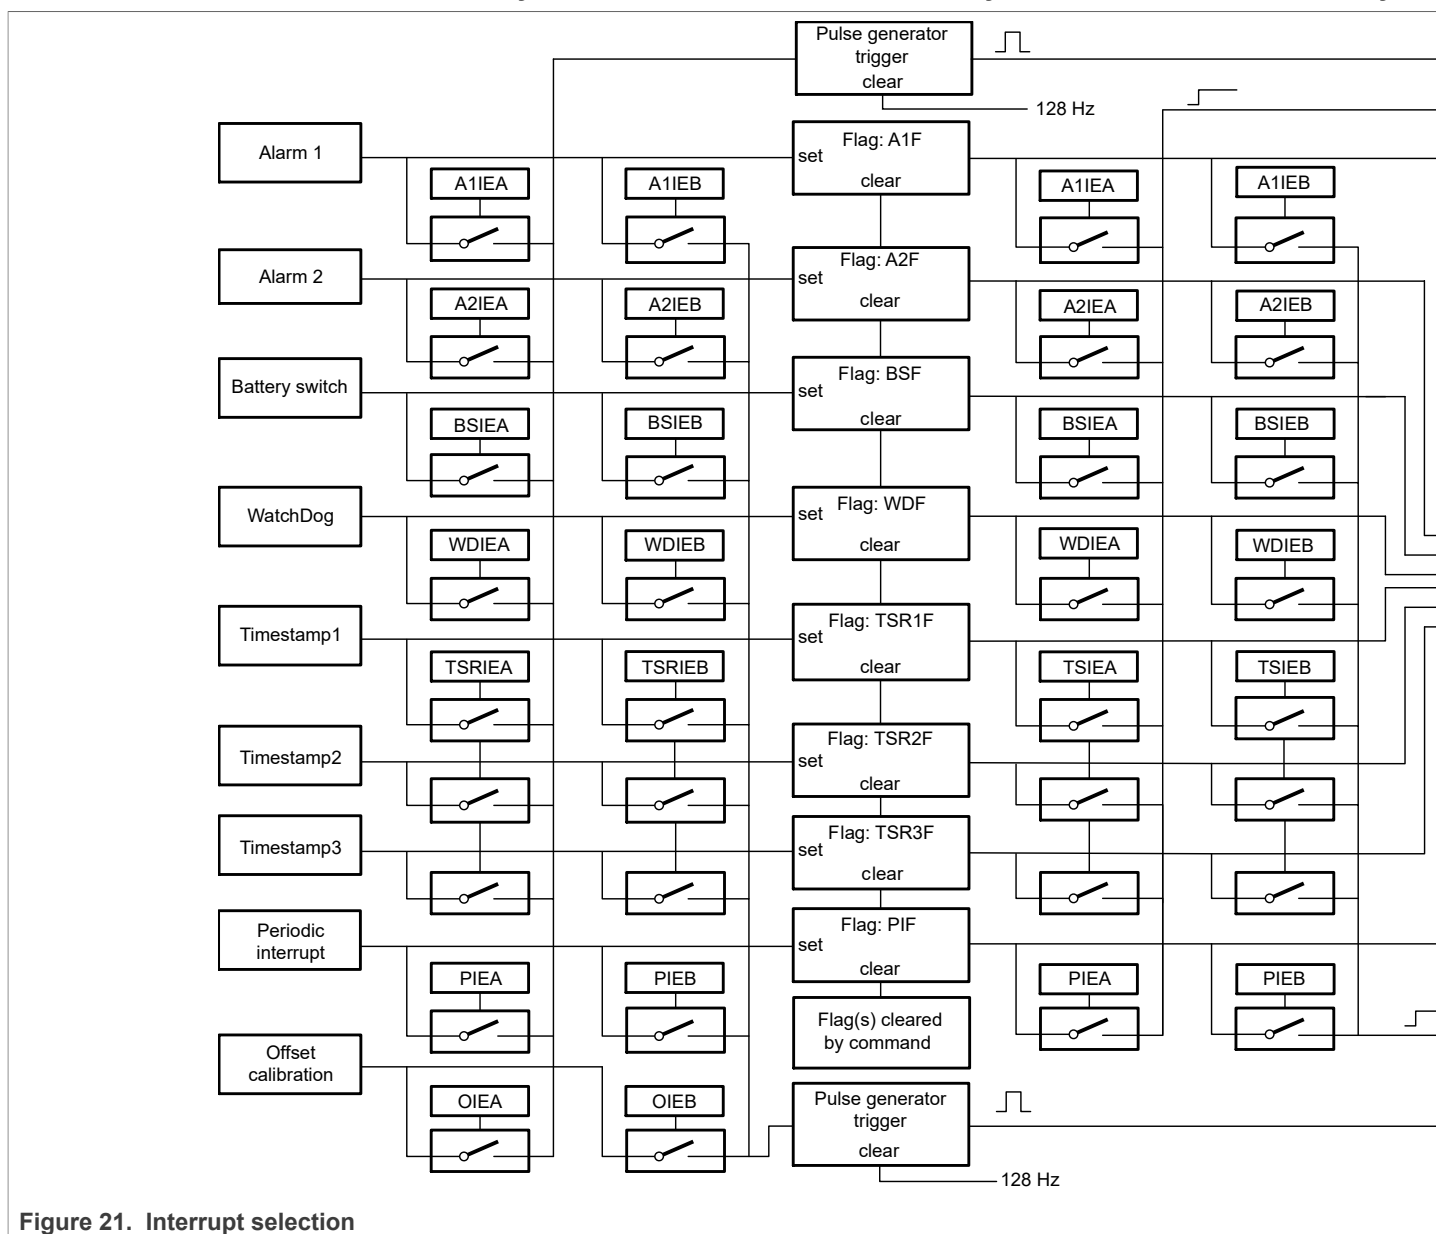 Pulse generator
trigger
clear
128 Hz
Alarm 1
set
Flag: A1F
clear
A1IEA
A1IEB
A1IEA
A1IEB
Alarm 2
set
Flag: A2F
clear
A2IEA
A2IEB
A2IEA
A2IEB
Battery switch
set
Flag: BSF
clear
BSIEA
BSIEB
BSIEA
BSIEB
WatchDog
set
Flag: WDF
clear
WDIEA
WDIEB
WDIEA
WDIEB
Timestamp1
set
Flag: TSR1F
clear
TSRIEA
TSRIEB
TSIEA
TSIEB
Timestamp2
set
Flag: TSR2F
clear
Timestamp3
set
Flag: TSR3F
clear
Periodic
interrupt
set
Flag: PIF
clear
PIEA
PIEB
PIEA
PIEB
Flag(s) cleared
by command
Offset
calibration
OIEA
OIEB
Pulse generator
trigger
clear
128 Hz
Figure 21. Interrupt selection